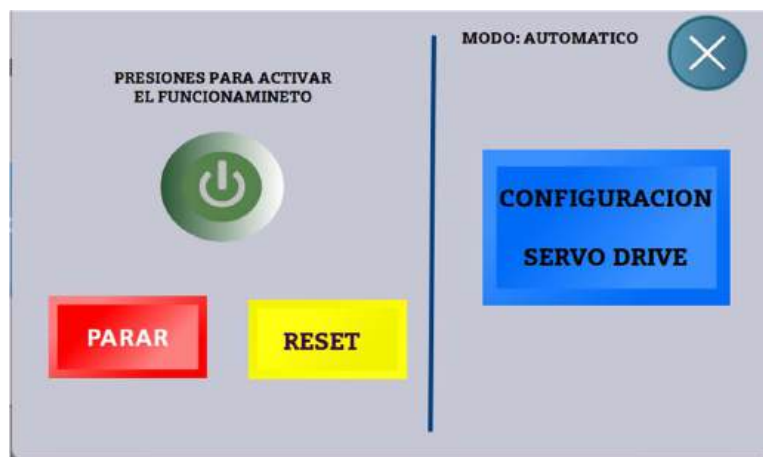 PRESIONES PARA ACTIVAR
EL FUNCIONAMINETO
PARAR
RESET
MODO: AUTOMATICO
CONFIGURACION
SERVO DRIVE